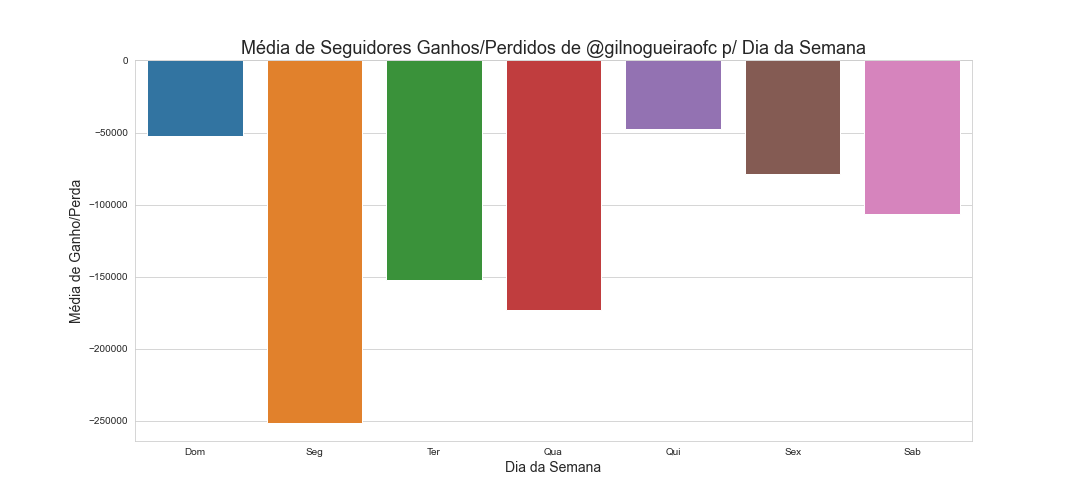 Média de Seguidores Ganhos/Perdidos de @gilnogueiraofc p/ Dia da Semana
Média de Ganho/Perda
0
−50000
−100000
−150000
−200000
−250000
Dom Seg Ter Qua Qui Sex Sab
Dia da Semana